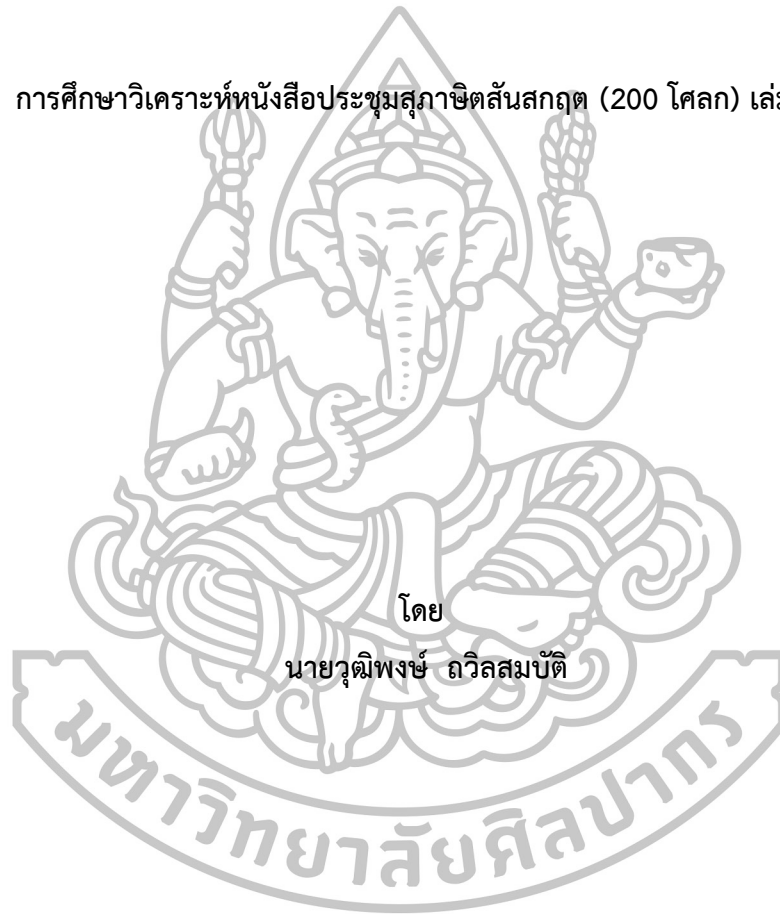 การศึกษาวิเคราะห์หนังสือประชุมสุภาษิตสันสกฤต (200 โศลก)
โดย
นายวุฒิพงษ์ ถวิลสมบัติ
มหาวิทยาลัยศิลปากร